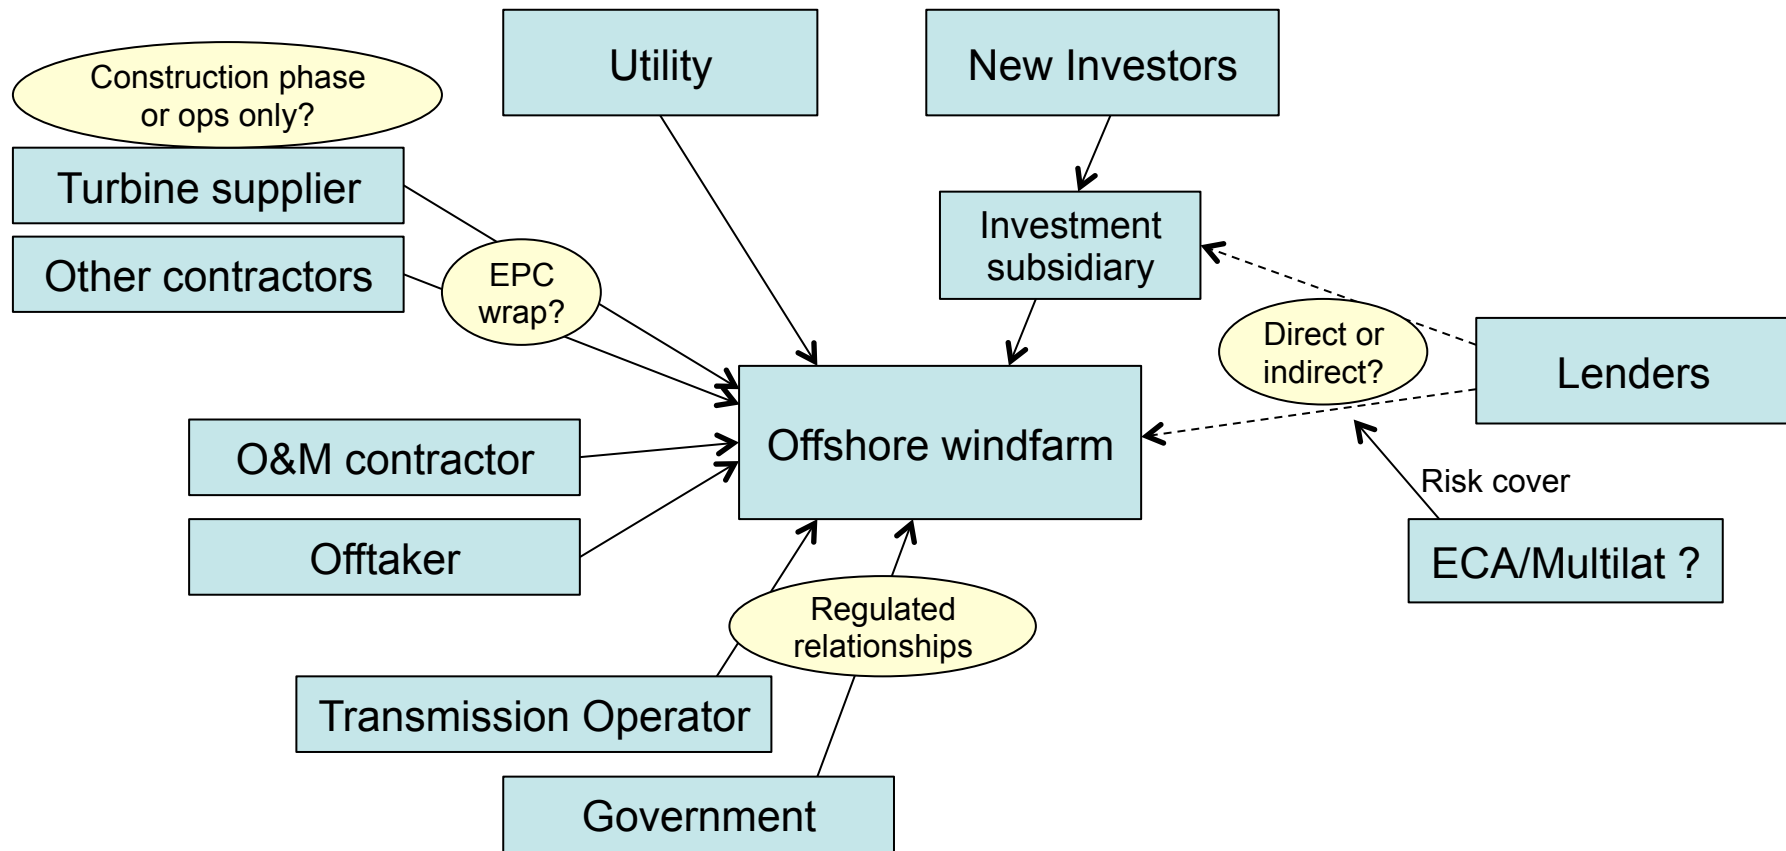 Utility
New Investors
Construction phase
or ops only?
Turbine supplier
Other contractors
EPC
wrap?
Investment
subsidiary
Direct or
indirect?
Lenders
O&M contractor
Offshore windfarm
Risk cover
Offtaker
ECA/Multilat ?
Regulated
relationships
Transmission Operator
Government